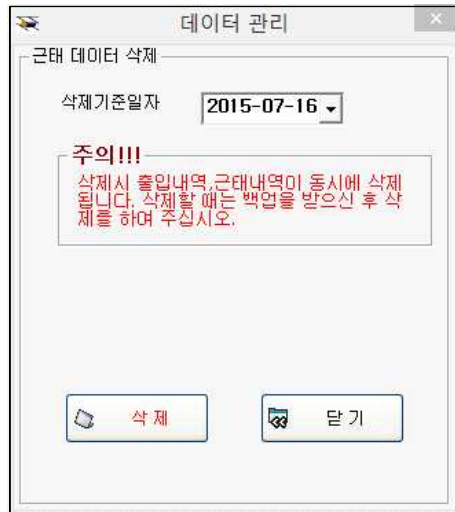 데이터 관리
근태 데이터 삭제
삭제기준일자 2015-07-16
주의!!!
삭제시 출입내역,근태내역이 동시에 삭제
됩니다. 삭제할 때는 백업을 받으신 후 삭
제를 하여 주십시오.
삭 제 닫 기